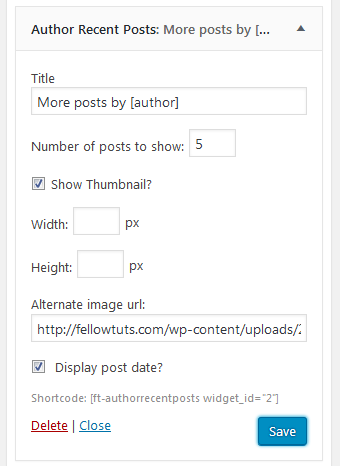 Author Recent Posts: More posts by [...
Title
More posts by [author]
Number of posts to show: 5
Show Thumbnail?
Width: px
Height: px
Alternate image url:
http://fellowtuts.com/wp-content/uploads/2
Display post date?
Shortcode: [ft-authorrecentposts widget_id="2"]
Delete | Close Save